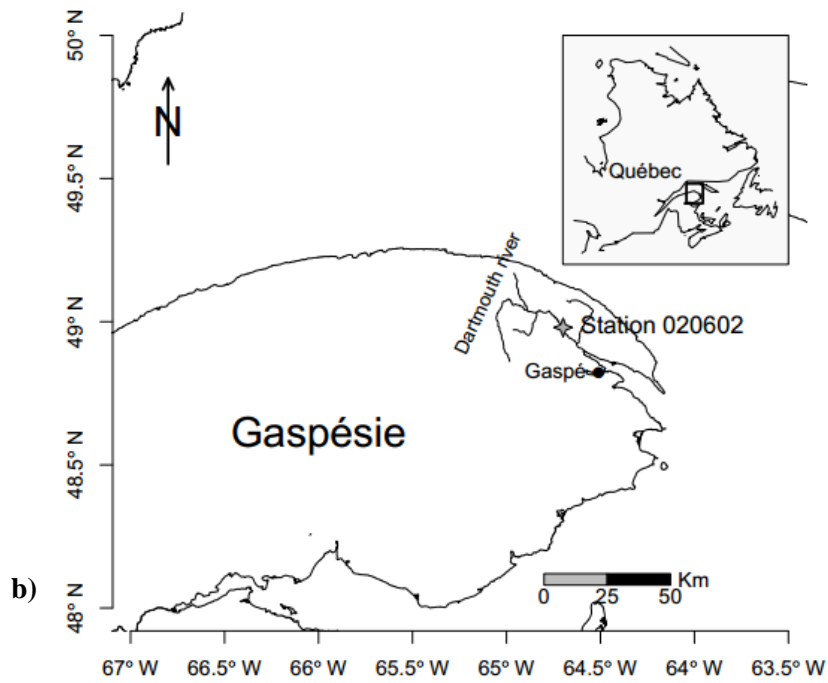 50° N
49.5° N
49° N
48.5° N
48° N
N
Québec
Dartmouth river
Station 020602
Gaspé
Gaspésie
b)
Km
0 25 50
67° W 66.5° W 66° W 65.5° W 65° W 64.5° W 64° W 63.5° W